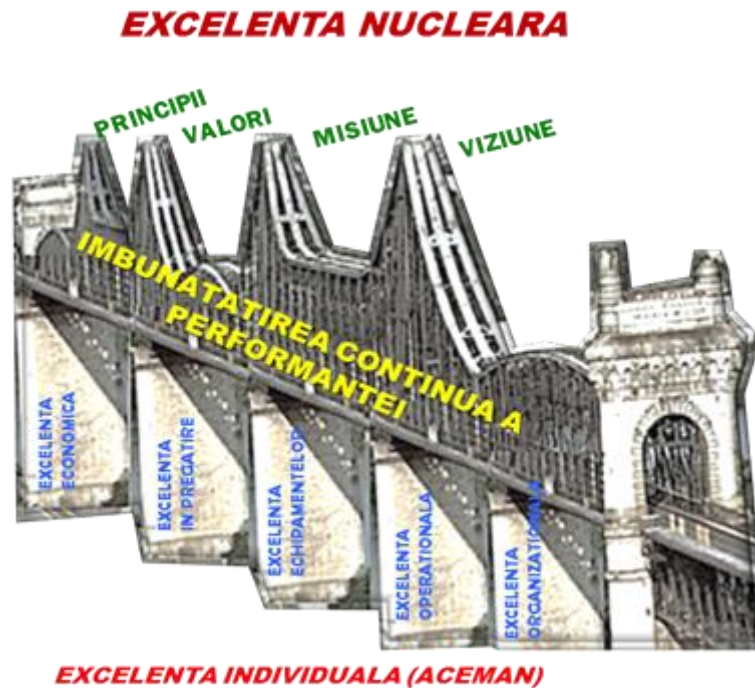 EXCELENTA NUCLEARA
PRINCIPII
VALORI
MISIUNE
VIZIUNE
IMBUNATATIREA CONTINUA A
PERFORMANTEI
EXCELENTA
ECONOMICA
EXCELENTA
IN PREGATIRE
EXCELENTA
ECHIPAMENTELOR
EXCELENTA
OPERATIONALA
EXCELENTA
ORGANIZATIONALA
EXCELENTA INDIVIDUALA (ACEMAN)